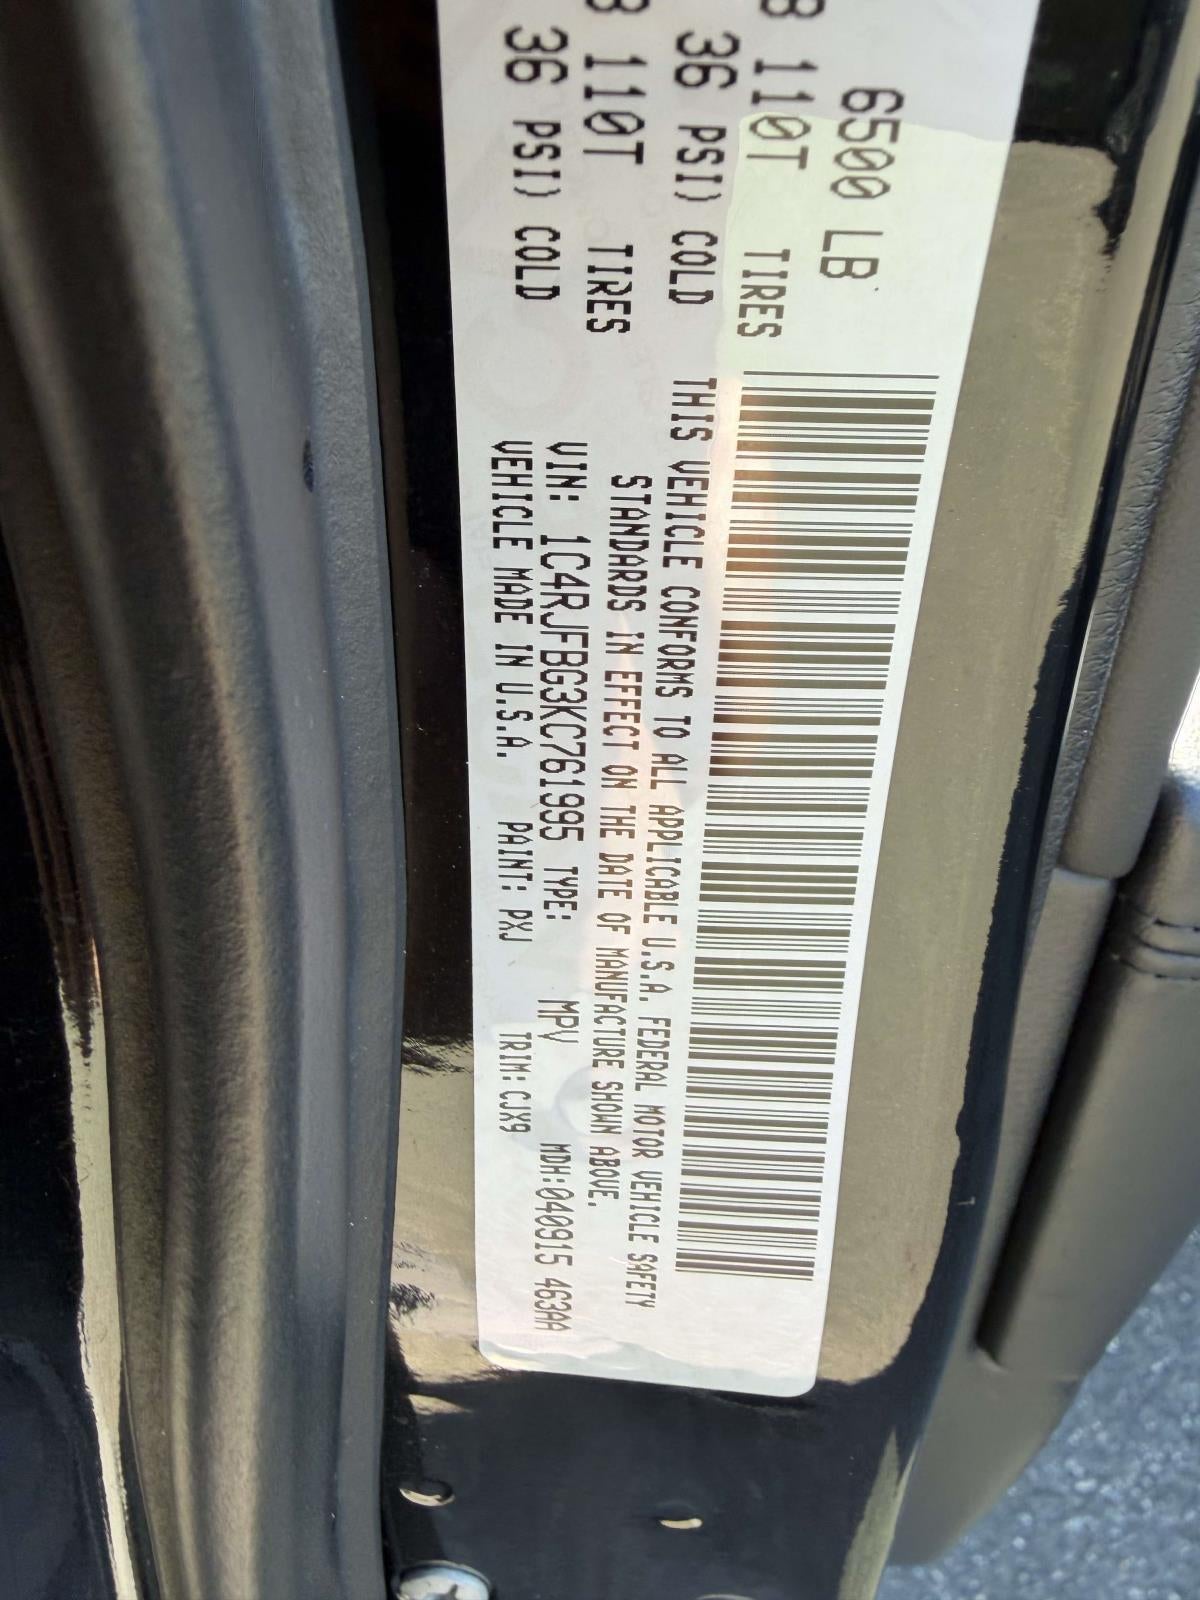 6500 LB
8 110T TIRES
36 PSI) COLD
8 110T TIRES
36 PSI) COLD
THIS VEHICLE CONFORMS TO ALL APPLICABLE U.S.A. FEDERAL MOTOR VEHICLE SAFETY
STANDARDS IN EFFECT ON THE DATE OF MANUFACTURE SHOWN ABOVE.
VIN: 1C4RJFBG3KC761995 TYPE: MPV MDH:040915 463AA
VEHICLE MADE IN U.S.A. PAINT: PXJ TRIM:CJX9